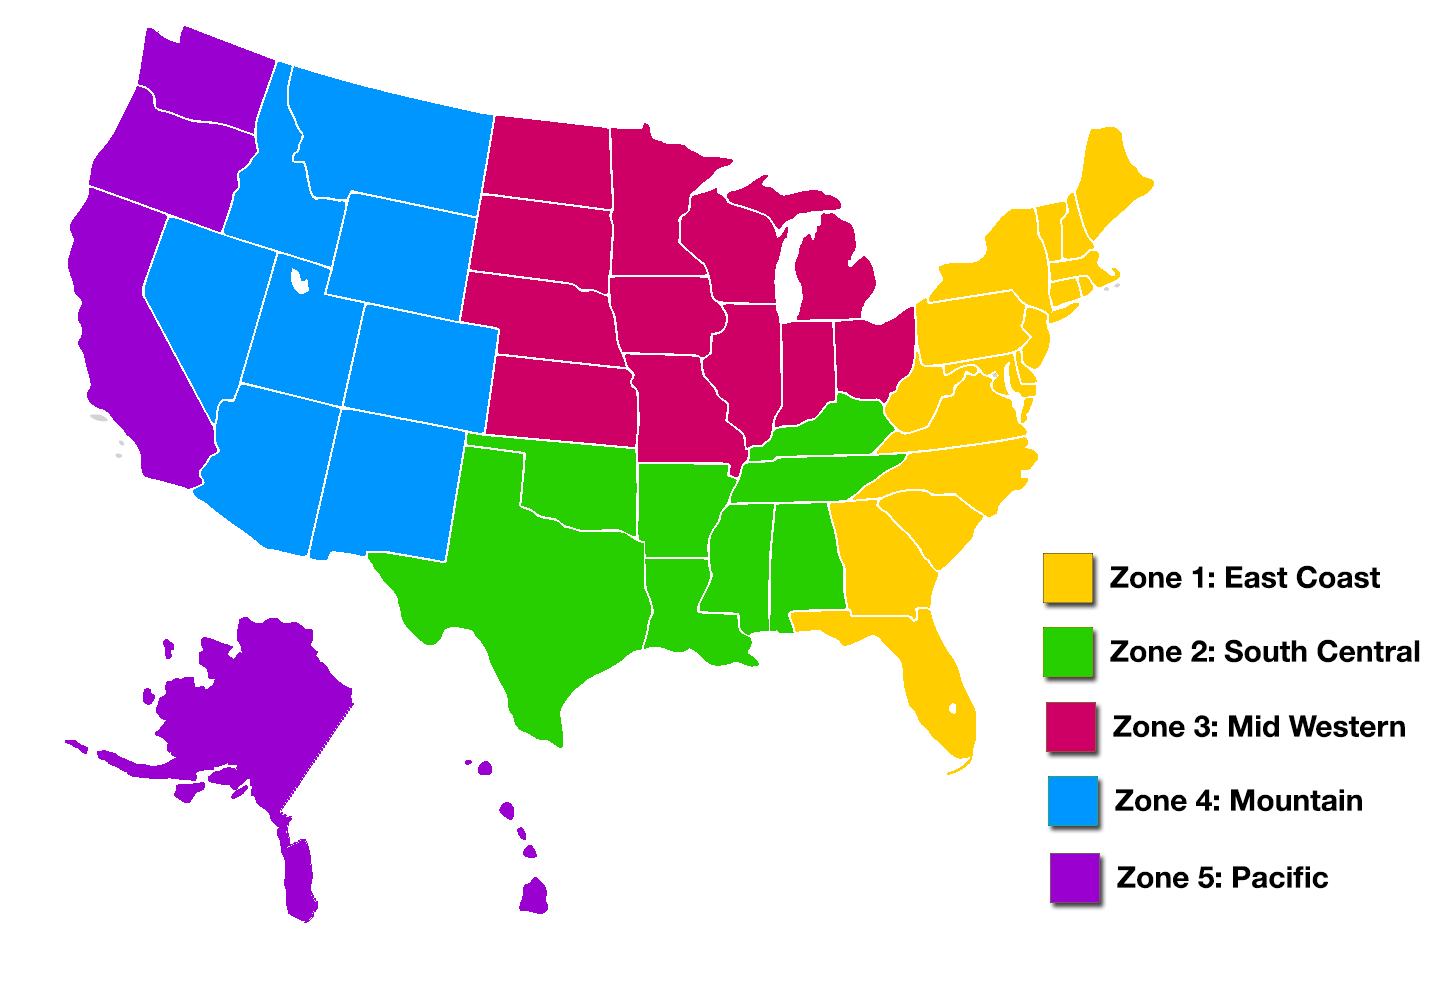 Zone 1: East Coast
Zone 2: South Central
Zone 3: Mid Western
Zone 4: Mountain
Zone 5: Pacific